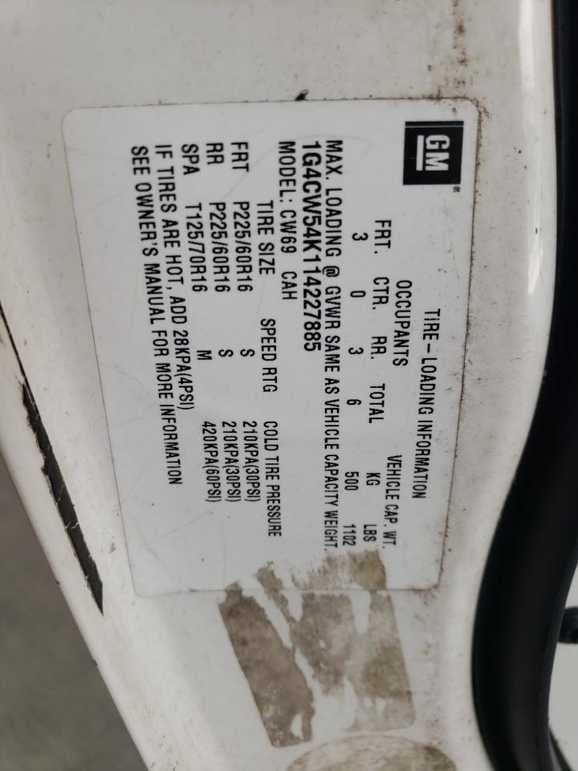 GM
TIRE-LOADING INFORMATION
OCCUPANTS VEHICLE CAP. WT.
FRT. CTR. RR. TOTAL KG LBS
3 0 3 6 500 1102
MAX. LOADING @ GVWR SAME AS VEHICLE CAPACITY WEIGHT.
1G4CW54K114227885
MODEL: CW69 CAH
TIRE SIZE SPEED RTG COLD TIRE PRESSURE
FRT P225/60R16 S 210KPA(30PSI)
RR P225/60R16 S 210KPA(30PSI)
SPA T125/70R16 M 420KPA(60PSI)
IF TIRES ARE HOT, ADD 28KPA(4PSI)
SEE OWNER'S MANUAL FOR MORE INFORMATION